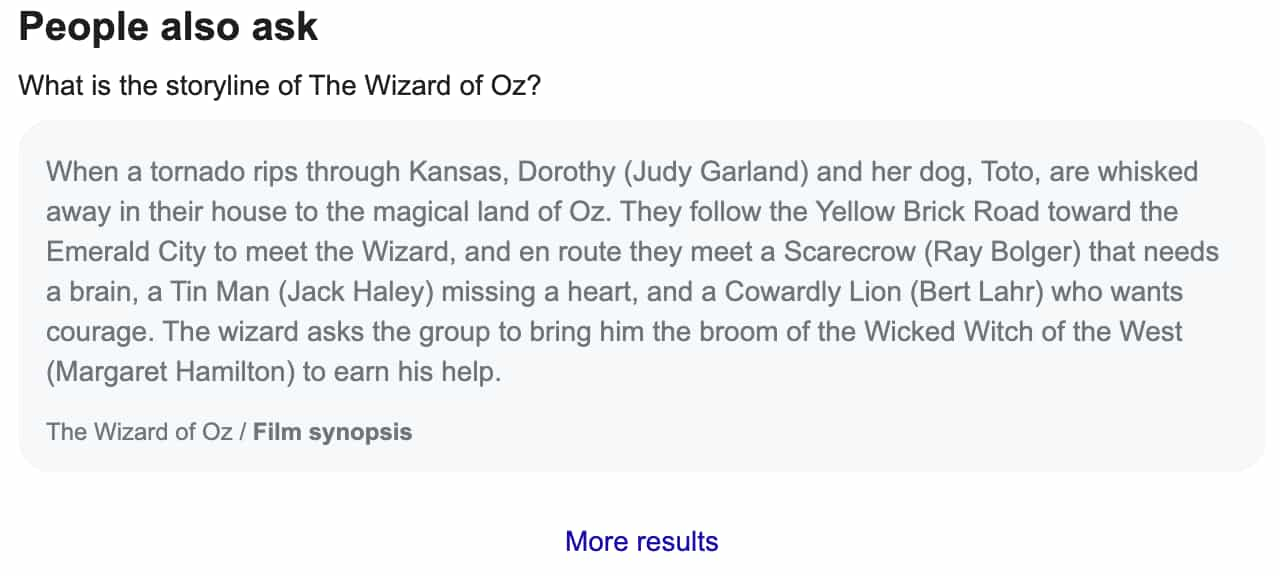 People also ask
What is the storyline of The Wizard of Oz?
When a tornado rips through Kansas, Dorothy (Judy Garland) and her dog, Toto, are whisked
away in their house to the magical land of Oz. They follow the Yellow Brick Road toward the
Emerald City to meet the Wizard, and en route they meet a Scarecrow (Ray Bolger) that needs
a brain, a Tin Man (Jack Haley) missing a heart, and a Cowardly Lion (Bert Lahr) who wants
courage. The wizard asks the group to bring him the broom of the Wicked Witch of the West
(Margaret Hamilton) to earn his help.
The Wizard of Oz / Film synopsis
More results